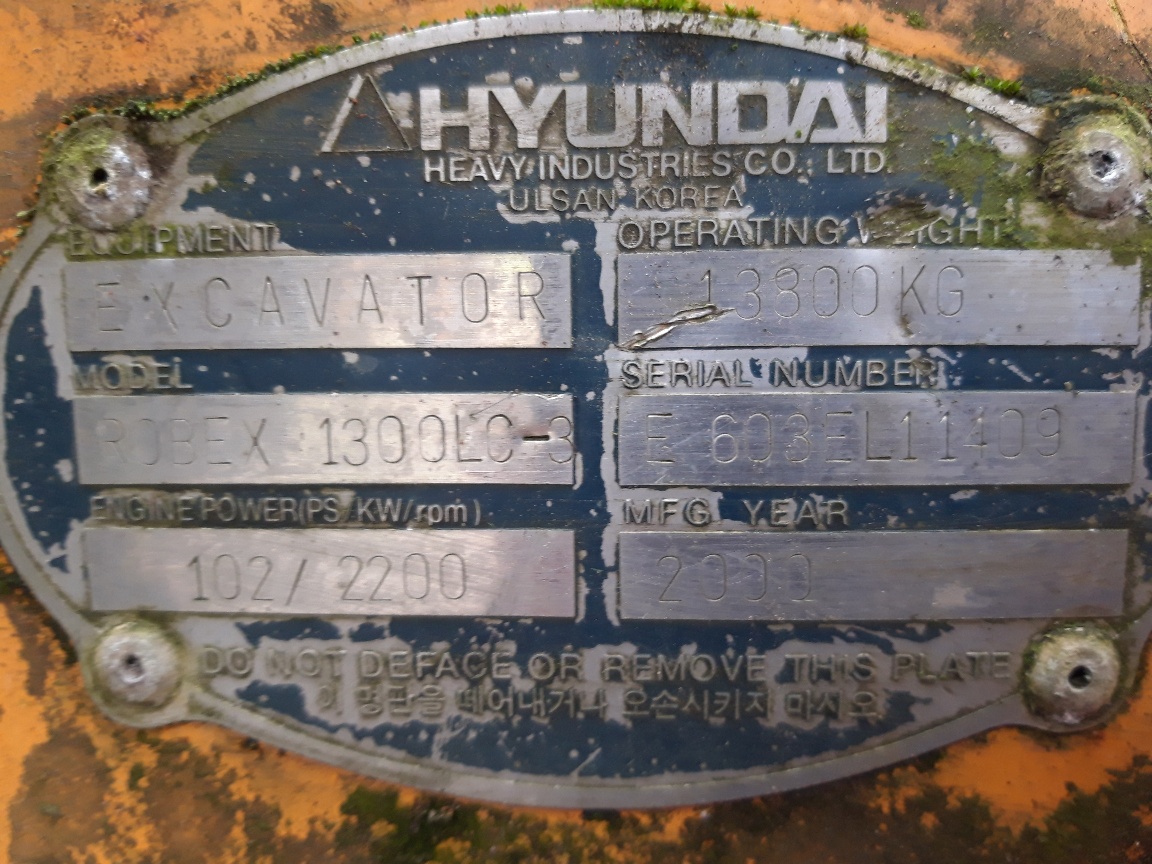 HYUNDAI
HEAVY INDUSTRIES CO., LTD.
ULSAN KOREA
EQUIPMENT
EXCAVATOR
OPERATING WEIGHT
13300KG
MODEL
ROBEX 1300LC-3
SERIAL NUMBER
E 603EL11409
ENGINE POWER(PS/KW/rpm)
102/ 2200
MFG. YEAR
2000
DO NOT DEFACE OR REMOVE THIS PLATE
이 명판을 떼어내거나 오손시키지 마시오